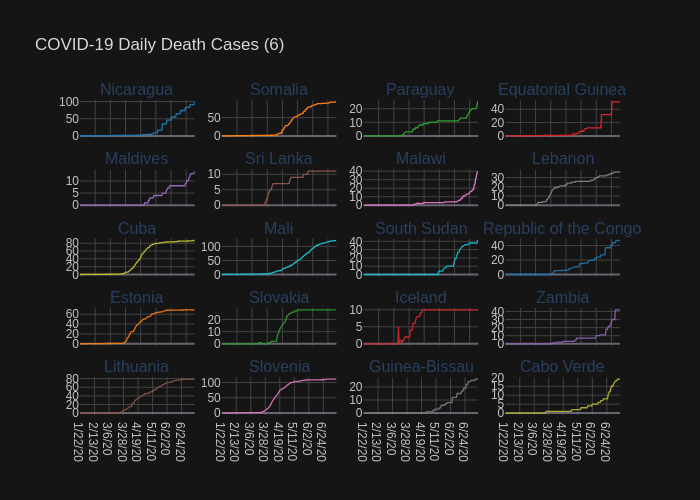 COVID-19 Daily Death Cases (6)
Nicaragua Somalia Paraguay Equatorial Guinea
100 50 0
50 0
20 10 0
40 20 0
Maldives Sri Lanka Malawi Lebanon
10 5 0
10 5 0
40 30 20 10 0
30 20 10 0
Cuba Mali South Sudan Republic of the Congo
80 60 40 20 0
100 50 0
40 30 20 10 0
40 20 0
Estonia Slovakia Iceland Zambia
60 40 20 0
20 10 0
10 5 0
40 30 20 10 0
Lithuania Slovenia Guinea-Bissau Cabo Verde
80 60 40 20 0
100 50 0
20 10 0
20 15 10 5 0
1/22/20 2/13/20 3/6/20 3/28/20 4/19/20 5/11/20 6/2/20 6/24/20
1/22/20 2/13/20 3/6/20 3/28/20 4/19/20 5/11/20 6/2/20 6/24/20
1/22/20 2/13/20 3/6/20 3/28/20 4/19/20 5/11/20 6/2/20 6/24/20
1/22/20 2/13/20 3/6/20 3/28/20 4/19/20 5/11/20 6/2/20 6/24/20